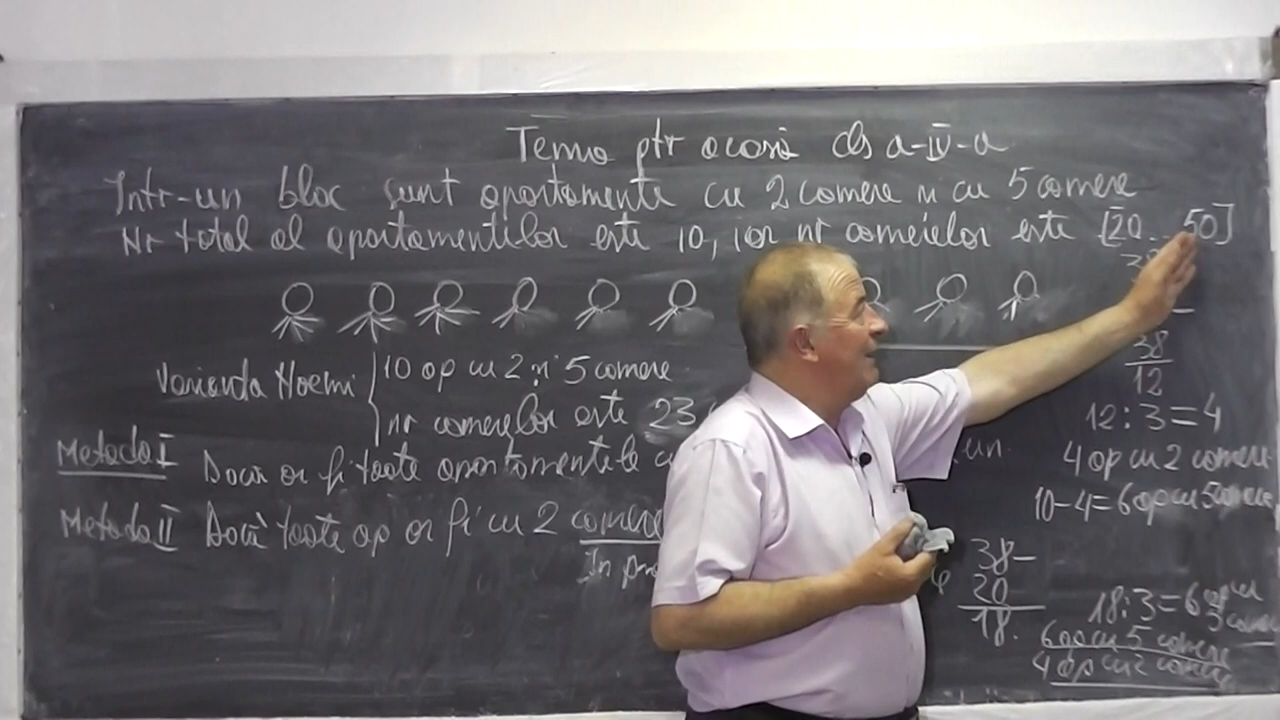 Tema ptr acasă cls a-IV-a
Intr-un bloc sunt apartamente cu 2 camere și cu 5 camere
Nr total al apartamentelor este 10, iar nr camerelor este [20...50]
Varianta Noemi
10 ap cu 2 și 5 camere
nr camerelor este 23
Metoda I Dacă ar fi toate apartamentele
un.
Metoda II Dacă toate ap ar fi cu 2 camere
In
38
12
12:3=4
4 ap cu 2 camere
10-4=6 ap cu 5 camere
38-
20
18.
18:3=6 ap cu
5 camere
6 ap cu 5 camere
4 ap cu 2 camere